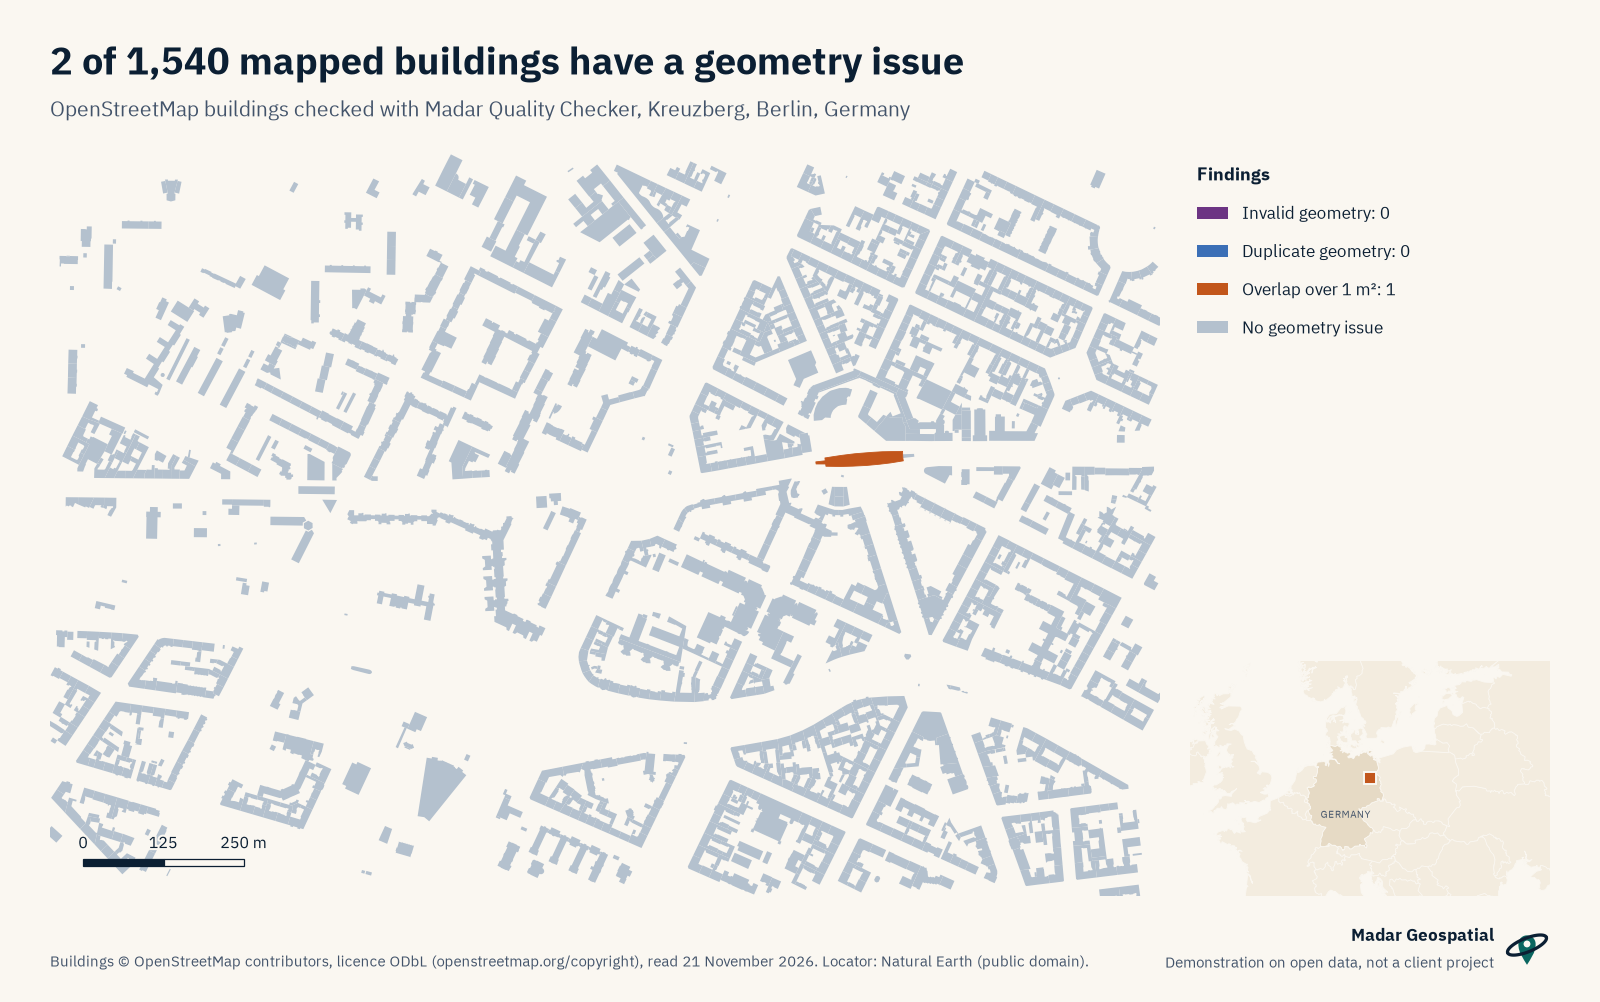 2 of 1,540 mapped buildings have a geometry issue
OpenStreetMap buildings checked with Madar Quality Checker, Kreuzberg, Berlin, Germany
Findings
Invalid geometry: 0
Duplicate geometry: 0
Overlap over 1 m²: 1
No geometry issue
GERMANY
0 125 250 m
Madar Geospatial
Buildings © OpenStreetMap contributors, licence ODbL (openstreetmap.org/copyright), read 21 November 2026. Locator: Natural Earth (public domain).
Demonstration on open data, not a client project